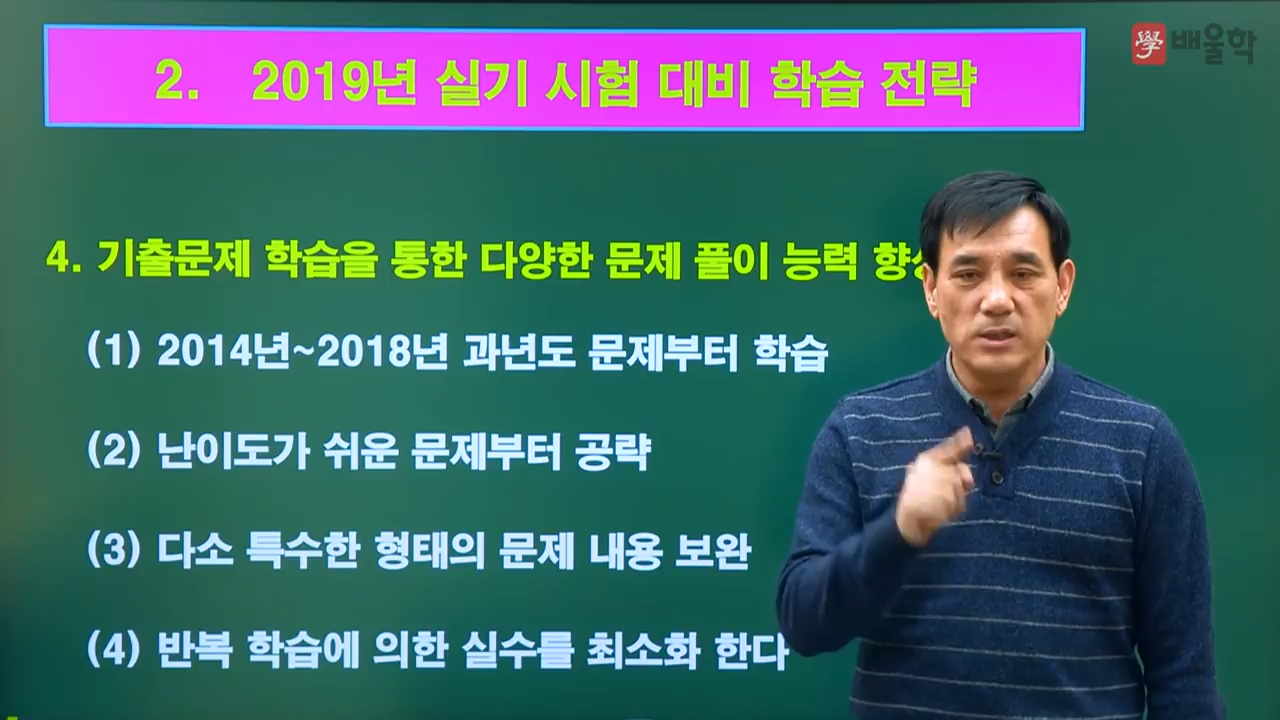 學 배울학
2. 2019년 실기 시험 대비 학습 전략
4. 기출문제 학습을 통한 다양한 문제 풀이 능력
(1) 2014년~2018년 과년도 문제부터 학습
(2) 난이도가 쉬운 문제부터 공략
(3) 다소 특수한 형태의 문제 내용 보완
(4) 반복 학습에 의한 실수를 최소화 한다